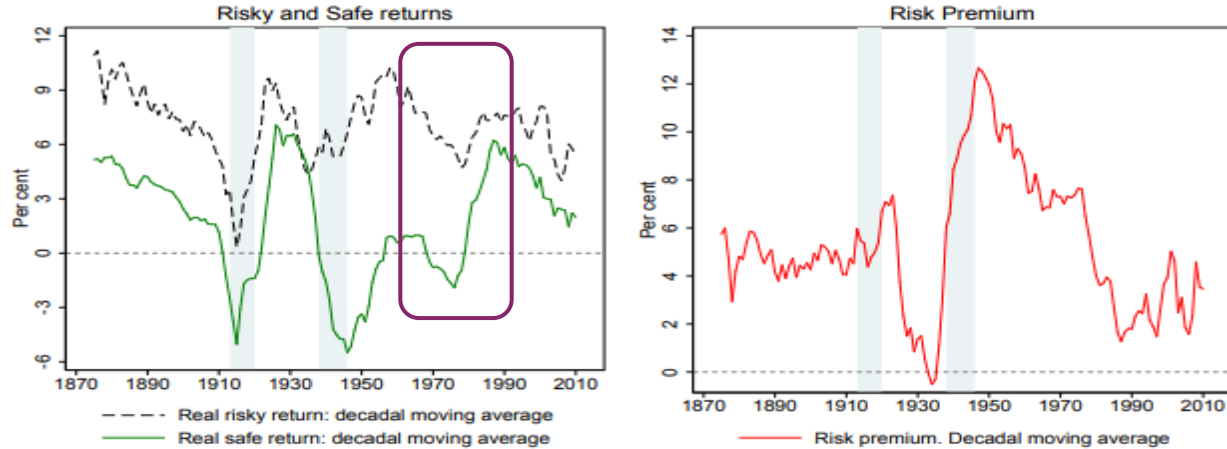 Risky and Safe returns
Per cent
12
9
6
3
0
-3
-6
1870 1890 1910 1930 1950 1970 1990 2010
Real risky return: decadal moving average
Real safe return: decadal moving average
Risk Premium
Per cent
14
12
10
8
6
4
2
0
1870 1890 1910 1930 1950 1970 1990 2010
Risk premium. Decadal moving average